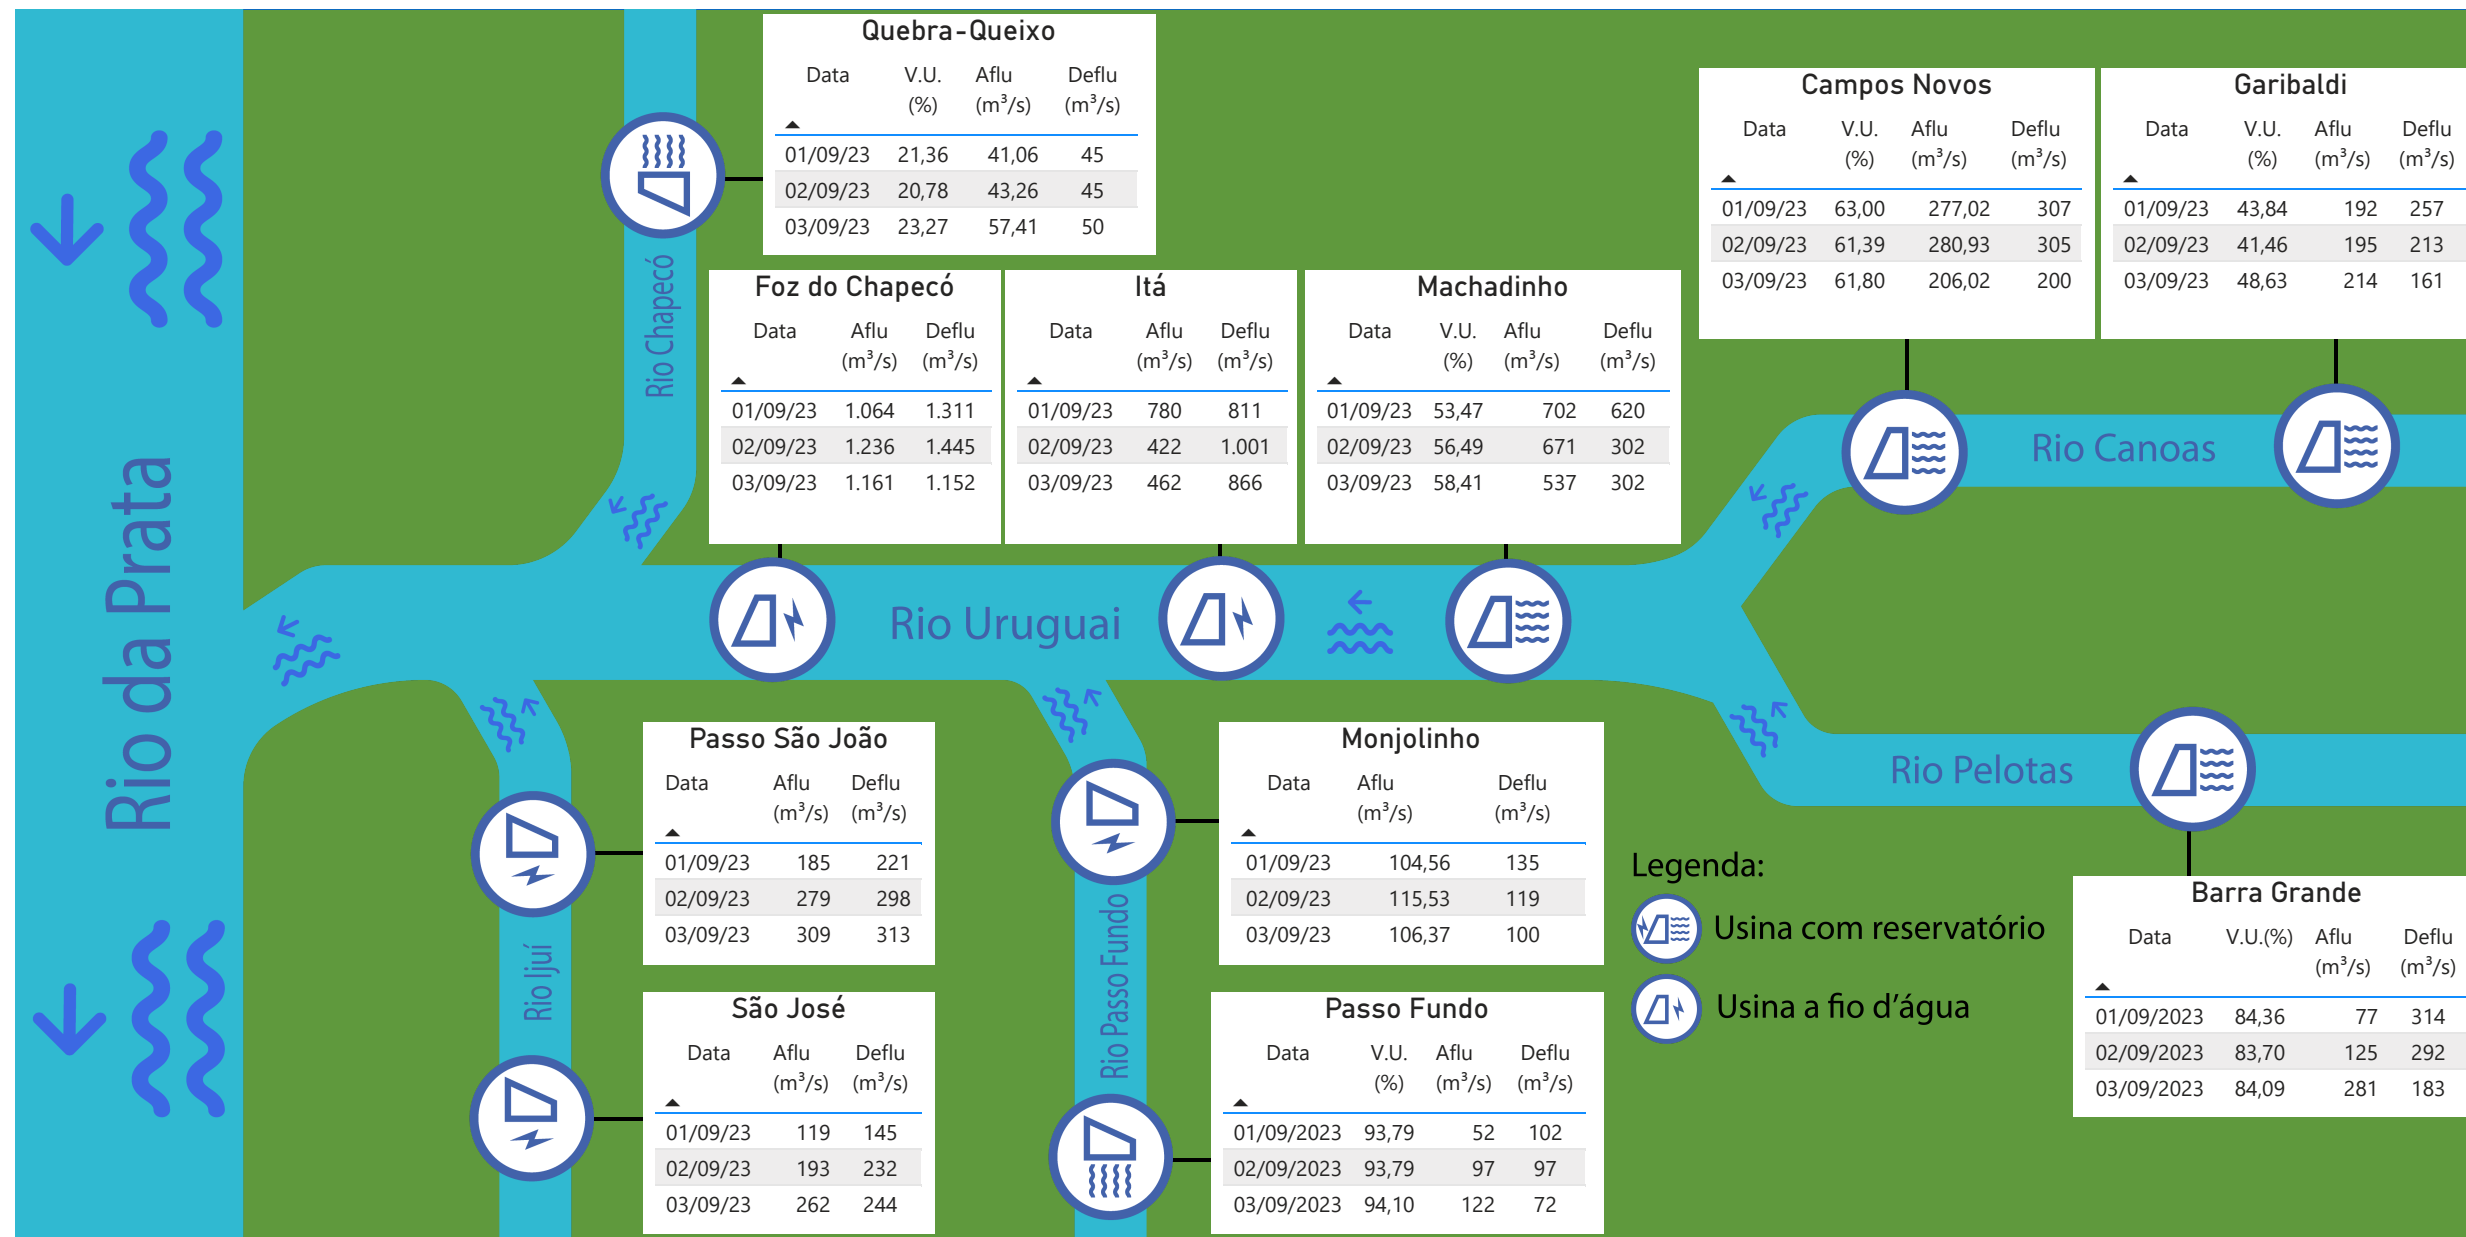 Quebra-Queixo
Data V.U. Aflu Deflu
(%) (m³/s) (m³/s)
01/09/23 21,36 41,06 45
02/09/23 20,78 43,26 45
03/09/23 23,27 57,41 50
Campos Novos
Data V.U. Aflu Deflu
(%) (m³/s) (m³/s)
01/09/23 63,00 277,02 307
02/09/23 61,39 280,93 305
03/09/23 61,80 206,02 200
Garibaldi
Data V.U. Aflu Deflu
(%) (m³/s) (m³/s)
01/09/23 43,84 192 257
02/09/23 41,46 195 213
03/09/23 48,63 214 161
Rio Chapecó
Foz do Chapecó
Data Aflu Deflu
(m³/s) (m³/s)
01/09/23 1.064 1.311
02/09/23 1.236 1.445
03/09/23 1.161 1.152
Itá
Data Aflu Deflu
(m³/s) (m³/s)
01/09/23 780 811
02/09/23 422 1.001
03/09/23 462 866
Machadinho
Data V.U. Aflu Deflu
(%) (m³/s) (m³/s)
01/09/23 53,47 702 620
02/09/23 56,49 671 302
03/09/23 58,41 537 302
Rio Canoas
Rio da Prata
Rio Uruguai
Rio Pelotas
Passo São João
Data Aflu Deflu
(m³/s) (m³/s)
01/09/23 185 221
02/09/23 279 298
03/09/23 309 313
Monjolinho
Data Aflu Deflu
(m³/s) (m³/s)
01/09/23 104,56 135
02/09/23 115,53 119
03/09/23 106,37 100
Legenda:
Usina com reservatório
Usina a fio d'água
Rio Ijuí
Rio Passo Fundo
Barra Grande
Data V.U.(%) Aflu Deflu
(m³/s) (m³/s)
01/09/2023 84,36 77 314
02/09/2023 83,70 125 292
03/09/2023 84,09 281 183
São José
Data Aflu Deflu
(m³/s) (m³/s)
01/09/23 119 145
02/09/23 193 232
03/09/23 262 244
Passo Fundo
Data V.U. Aflu Deflu
(%) (m³/s) (m³/s)
01/09/2023 93,79 52 102
02/09/2023 93,79 97 97
03/09/2023 94,10 122 72